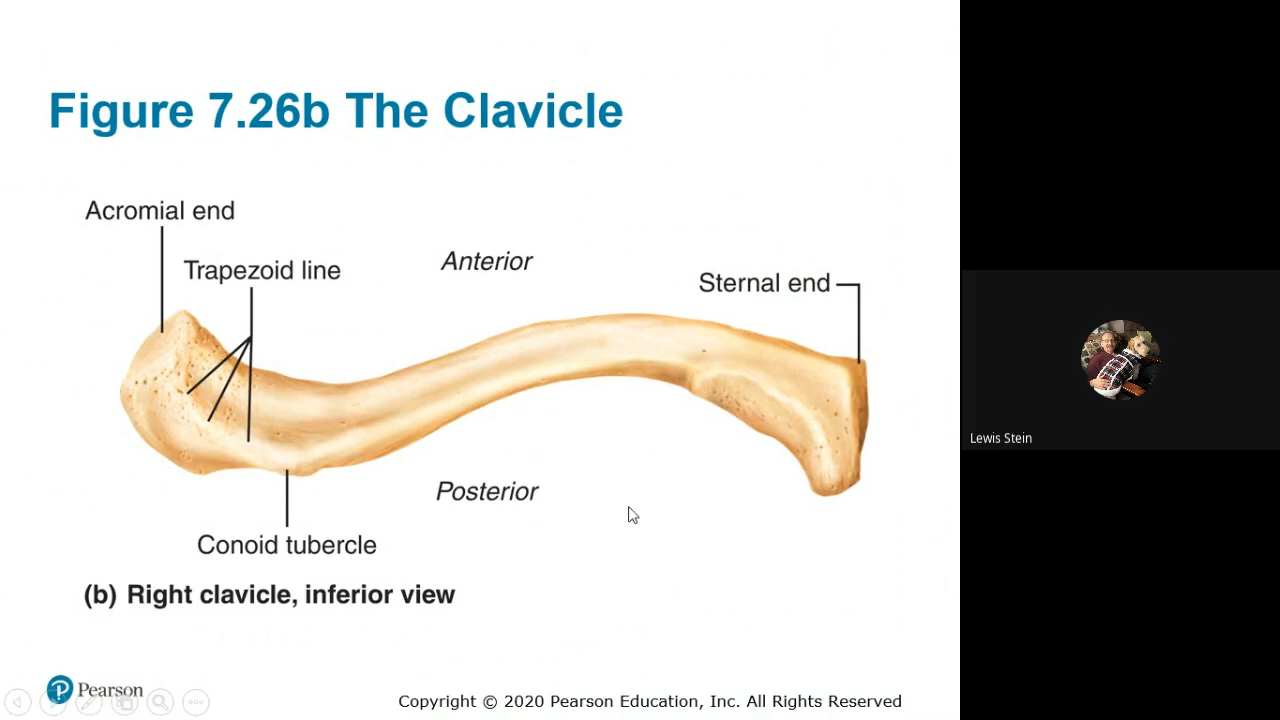 Figure 7.26b The Clavicle
Acromial end
Trapezoid line
Anterior
Sternal end
Posterior
Conoid tubercle
(b) Right clavicle, inferior view
Pearson
Copyright © 2020 Pearson Education, Inc. All Rights Reserved
Lewis Stein